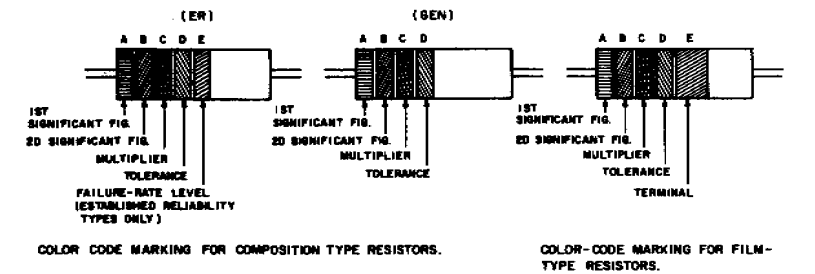 (ER)
A B C D E
1ST
SIGNIFICANT FIG.
2D SIGNIFICANT FIG.
MULTIPLIER
TOLERANCE
FAILURE-RATE LEVEL
(ESTABLISHED RELIABILITY
TYPES ONLY)
(GEN)
A B C D
1ST
SIGNIFICANT FIG.
2D SIGNIFICANT FIG.
MULTIPLIER
TOLERANCE
COLOR CODE MARKING FOR COMPOSITION TYPE RESISTORS.
A B C D E
1ST
SIGNIFICANT FIG.
2D SIGNIFICANT FIG.
MULTIPLIER
TOLERANCE
TERMINAL
COLOR-CODE MARKING FOR FILM-
TYPE RESISTORS.